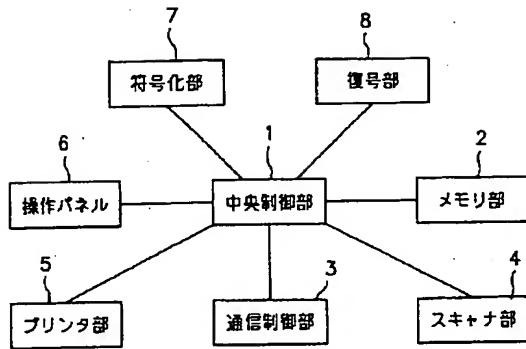 7
符号化部
8
復号部
1
中央制御部
6
操作パネル
2
メモリ部
5
プリンタ部
3
通信制御部
4
スキャナ部